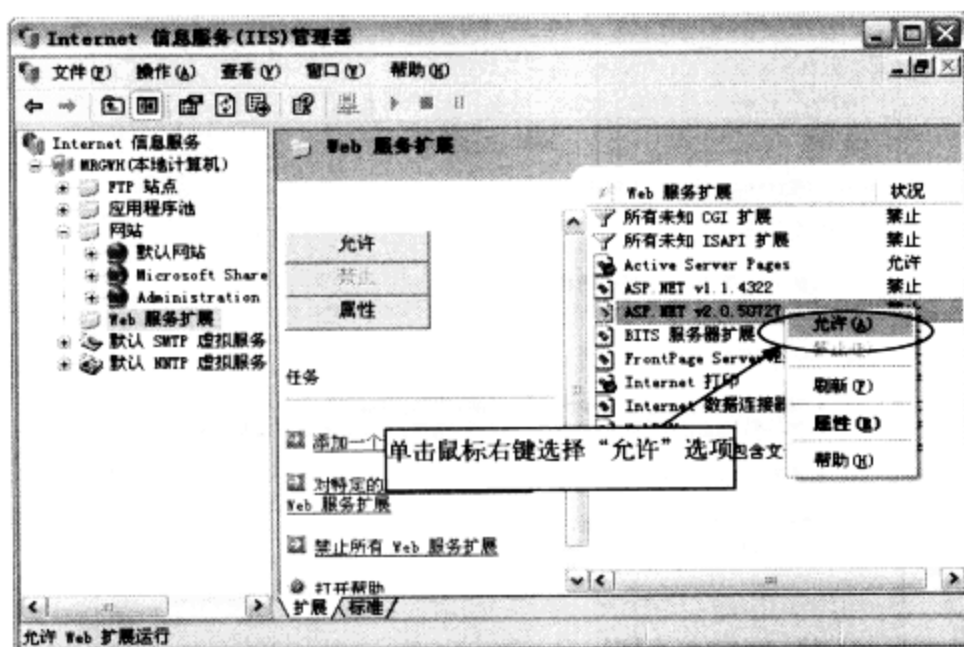 Internet 信息服务(IIS)管理器
文件(F) 操作(A) 查看(V) 窗口(W) 帮助(H)
Internet 信息服务
MRGWH(本地计算机)
FTP 站点
应用程序池
网站
默认网站
Microsoft Share
Administration
Web 服务扩展
默认 SMTP 虚拟服务
默认 NNTP 虚拟服务
Web 服务扩展
允许
禁止
属性
任务
添加一个
对特定的
Web 服务扩展
禁止所有 Web 服务扩展
打开帮助
扩展 标准
Web 服务扩展 状况
所有未知 CGI 扩展 禁止
所有未知 ISAPI 扩展 禁止
Active Server Pages 允许
ASP.NET v1.1.4322 禁止
ASP.NET v2.0.50727
BITS 服务器扩展
FrontPage Server
Internet 打印
Internet 数据连接器
包含文
允许(A)
禁止(P)
刷新(F)
属性(R)
帮助(H)
单击鼠标右键选择“允许”选项
允许 Web 扩展运行